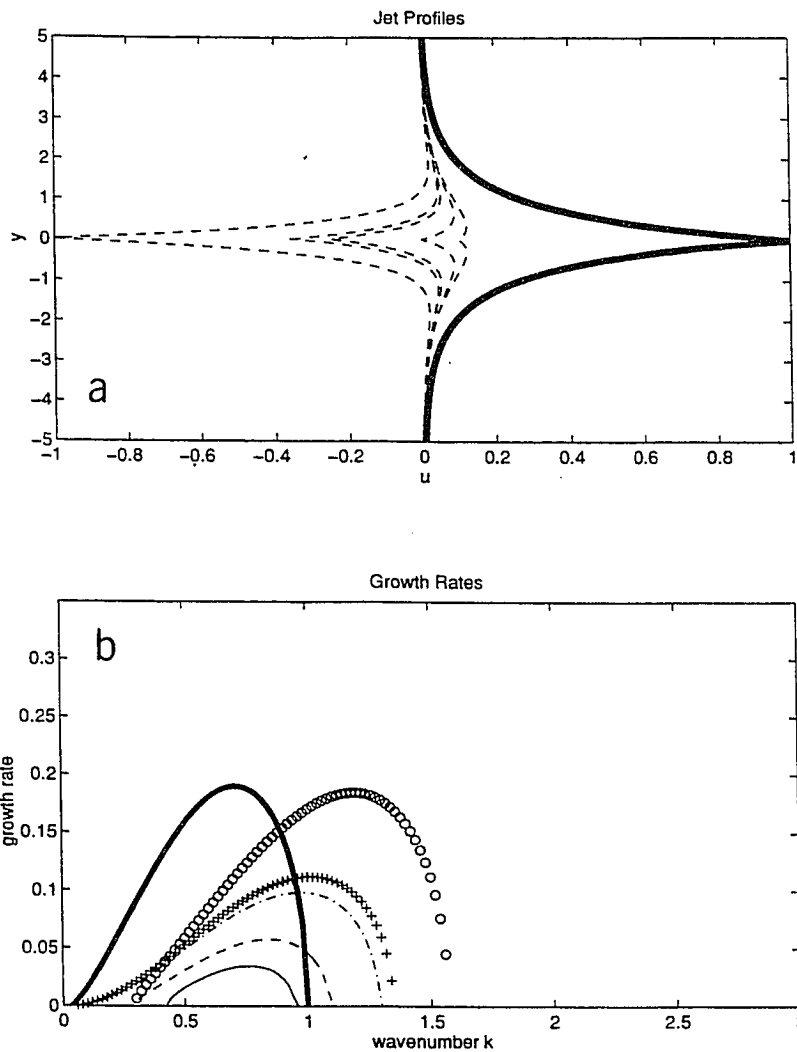 Jet Profiles
5
4
3
2
1
0
−1
−2
−3
−4
−5
y
a
−1 −0.8 −0.6 −0.4 −0.2 0 0.2 0.4 0.6 0.8 1
u
Growth Rates
b
0.3
0.25
0.2
0.15
0.1
0.05
0
growth rate
0 0.5 1 1.5 2 2.5 3
wavenumber k